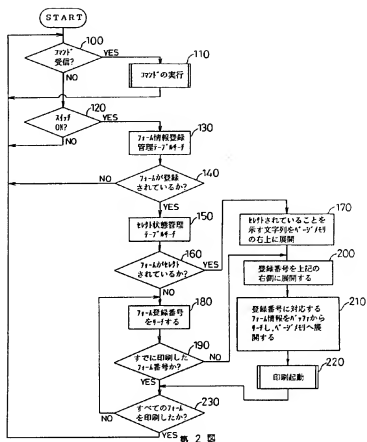 START
100
コマンド
受信?
YES
110
コマンドの実行
NO
120
スイッチ
ON?
YES
130
NO
フォーム情報登録
管理テーブルサーチ
140
フォームが登録
されているか?
NO
YES
150
セレクト状態管理
テーブルサーチ
160
フォームがセレクト
されているか?
YES
NO
170
セレクトされていることを
示す文字列をページメモリ
の右上に展開
200
登録番号を上記の
右側に展開する
180
フォーム登録番号
をサーチする
210
登録番号に対応する
フォーム情報をバッファから
サーチし、ページメモリへ展
開する
190
すでに印刷した
フォーム番号か?
NO
YES
220
印刷起動
230
すべてのフォーム
を印刷したか?
NO
YES
第2図